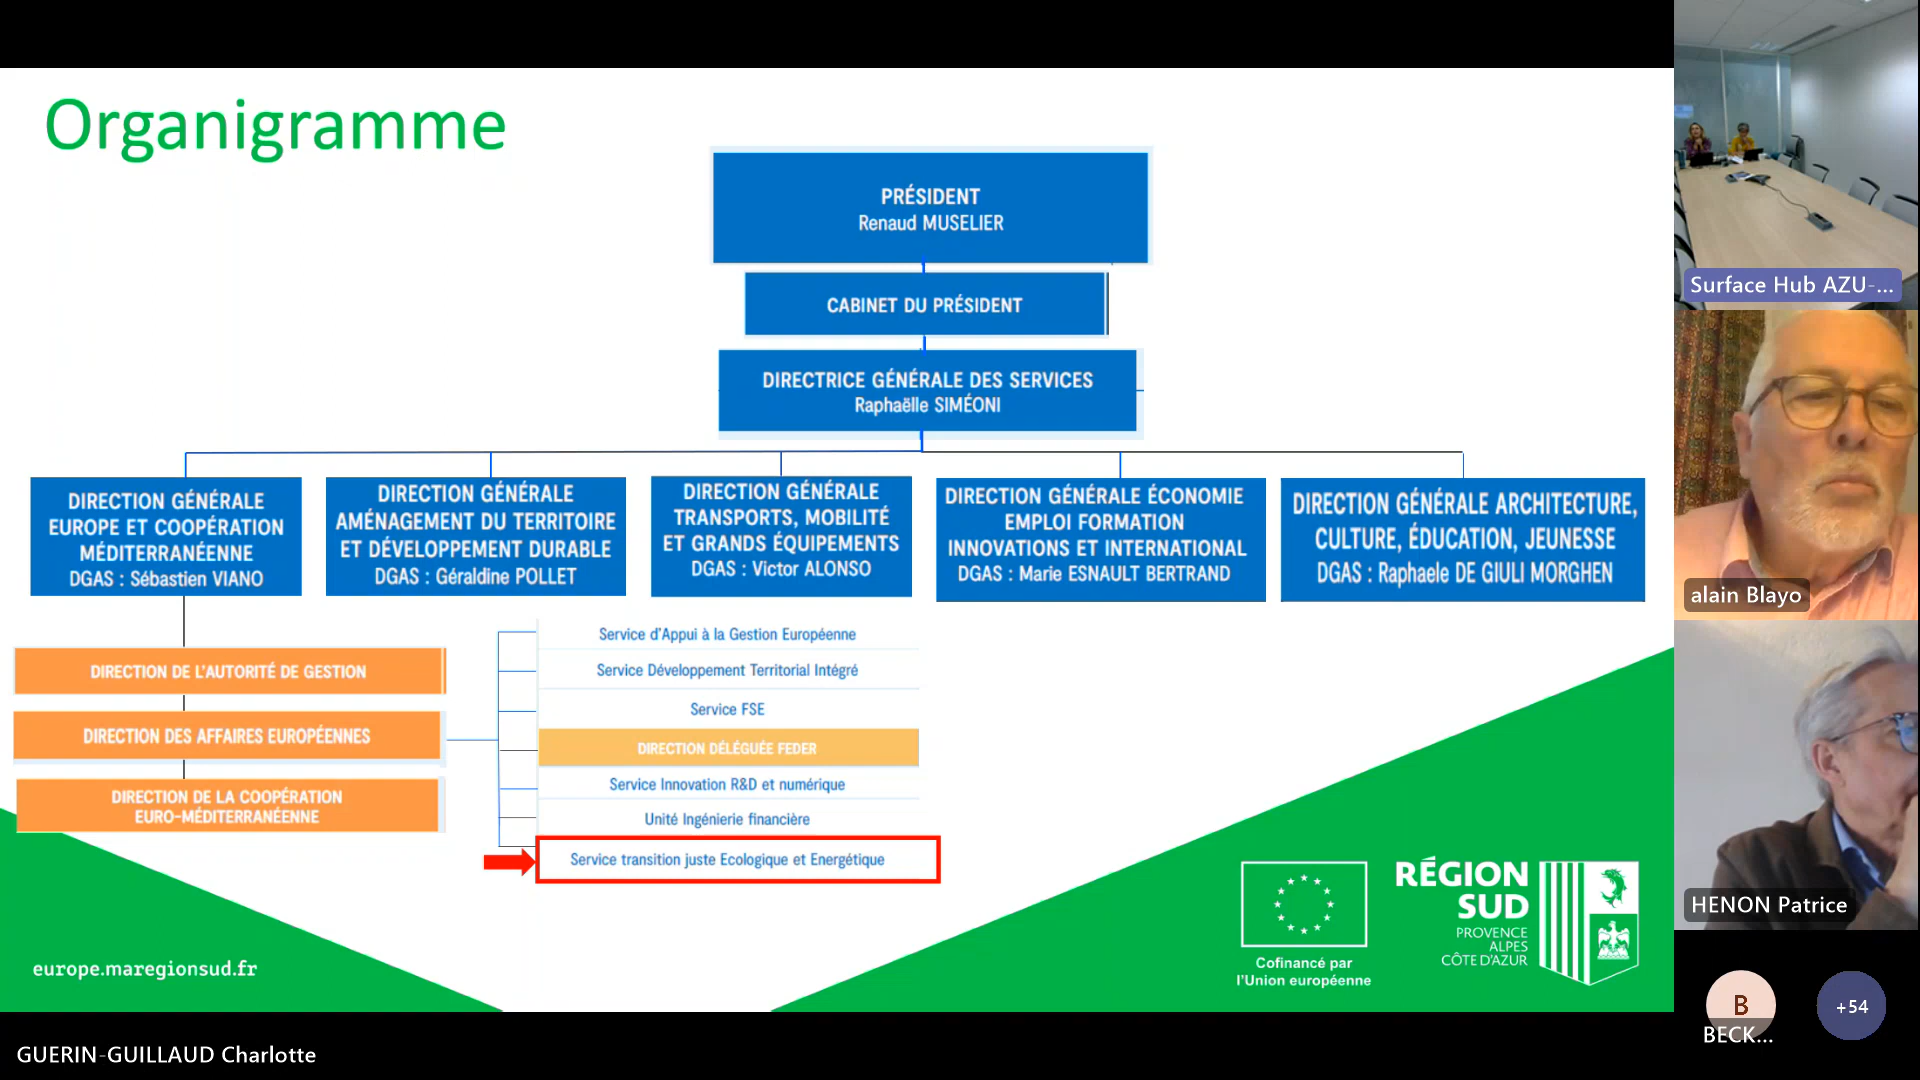 Organigramme
PRÉSIDENT
Renaud MUSELIER
CABINET DU PRÉSIDENT
DIRECTRICE GÉNÉRALE DES SERVICES
Raphaëlle SIMÉONI
DIRECTION GÉNÉRALE
EUROPE ET COOPÉRATION
MÉDITERRANÉENNE
DGAS : Sébastien VIANO
DIRECTION GÉNÉRALE
AMÉNAGEMENT DU TERRITOIRE
ET DÉVELOPPEMENT DURABLE
DGAS : Géraldine POLLET
DIRECTION GÉNÉRALE
TRANSPORTS, MOBILITÉ
ET GRANDS ÉQUIPEMENTS
DGAS : Victor ALONSO
DIRECTION GÉNÉRALE ÉCONOMIE
EMPLOI FORMATION
INNOVATIONS ET INTERNATIONAL
DGAS : Marie ESNAULT BERTRAND
DIRECTION GÉNÉRALE ARCHITECTURE,
CULTURE, ÉDUCATION, JEUNESSE
DGAS : Raphaele DE GIULI MORGHEN
DIRECTION DE L'AUTORITÉ DE GESTION
DIRECTION DES AFFAIRES EUROPÉENNES
DIRECTION DE LA COOPÉRATION
EURO-MÉDITERRANÉENNE
Service d'Appui à la Gestion Européenne
Service Développement Territorial Intégré
Service FSE
DIRECTION DÉLÉGUÉE FEDER
Service Innovation R&D et numérique
Unité Ingénierie financière
Service transition juste Ecologique et Energétique
europe.maregionsud.fr
Cofinancé par
l'Union européenne
RÉGION
SUD
PROVENCE
ALPES
CÔTE D'AZUR
Surface Hub AZU-...
alain Blayo
HENON Patrice
B
BECK...
+54
GUERIN-GUILLAUD Charlotte